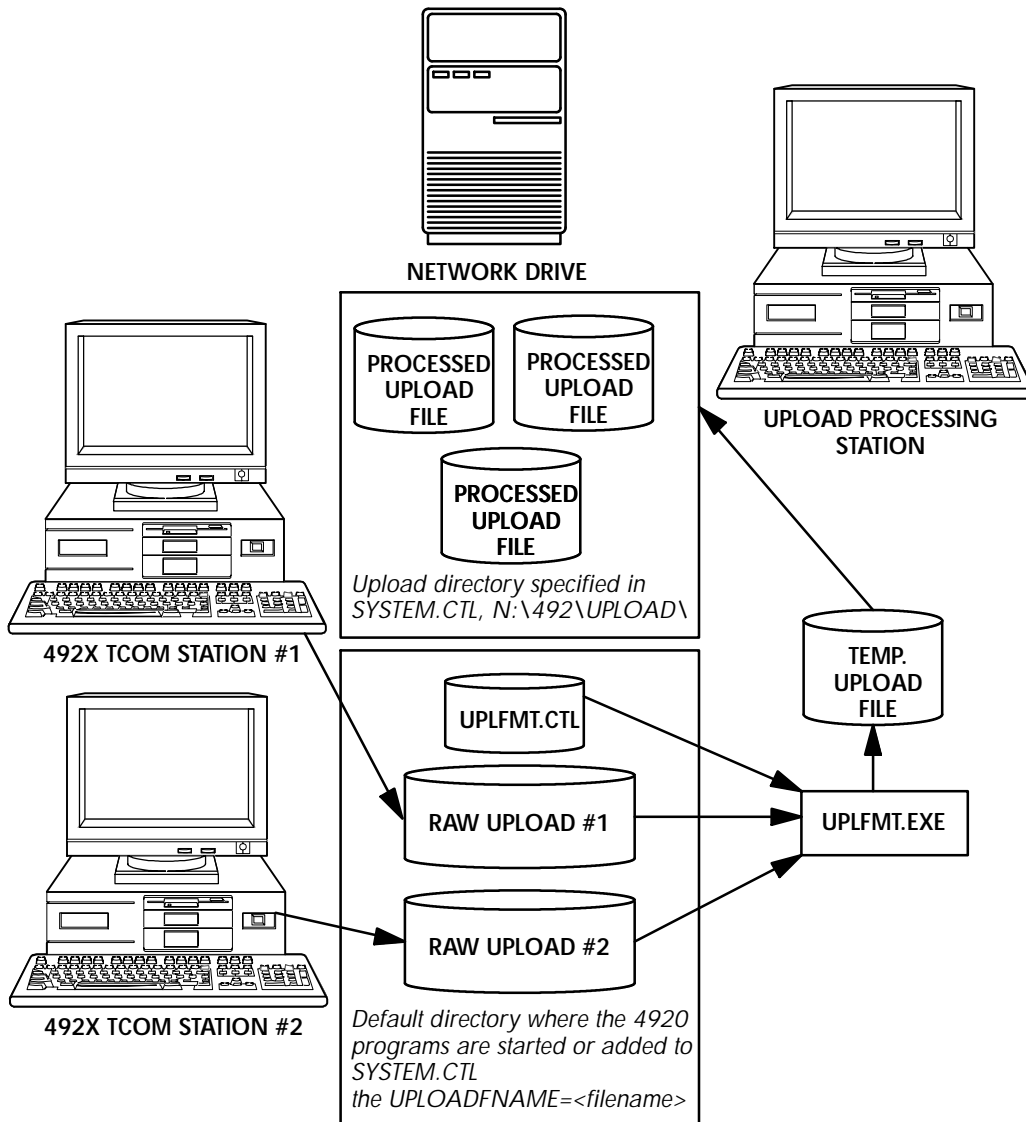 NETWORK DRIVE
PROCESSED
UPLOAD
FILE
PROCESSED
UPLOAD
FILE
PROCESSED
UPLOAD
FILE
Upload directory specified in
SYSTEM.CTL, N:\492\UPLOAD\
UPLOAD PROCESSING
STATION
492X TCOM STATION #1
TEMP.
UPLOAD
FILE
UPLFMT.CTL
RAW UPLOAD #1
UPLFMT.EXE
RAW UPLOAD #2
492X TCOM STATION #2
Default directory where the 4920
programs are started or added to
SYSTEM.CTL
the UPLOADFNAME=<filename>